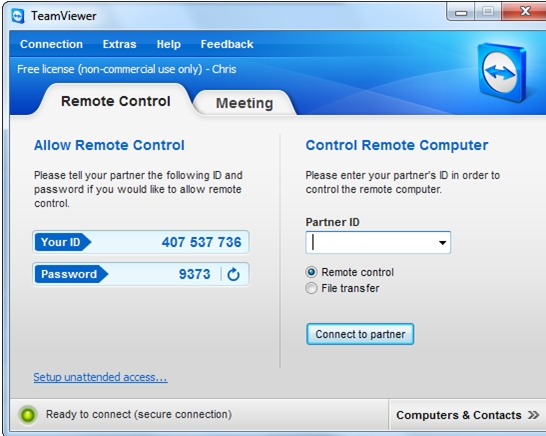 TeamViewer
Connection Extras Help Feedback
Free license (non-commercial use only) - Chris
Remote Control Meeting
Allow Remote Control
Please tell your partner the following ID and
password if you would like to allow remote
control.
Your ID 407 537 736
Password 9373
Setup unattended access...
Control Remote Computer
Please enter your partner's ID in order to
control the remote computer.
Partner ID
Remote control
File transfer
Connect to partner
Ready to connect (secure connection)
Computers & Contacts >>